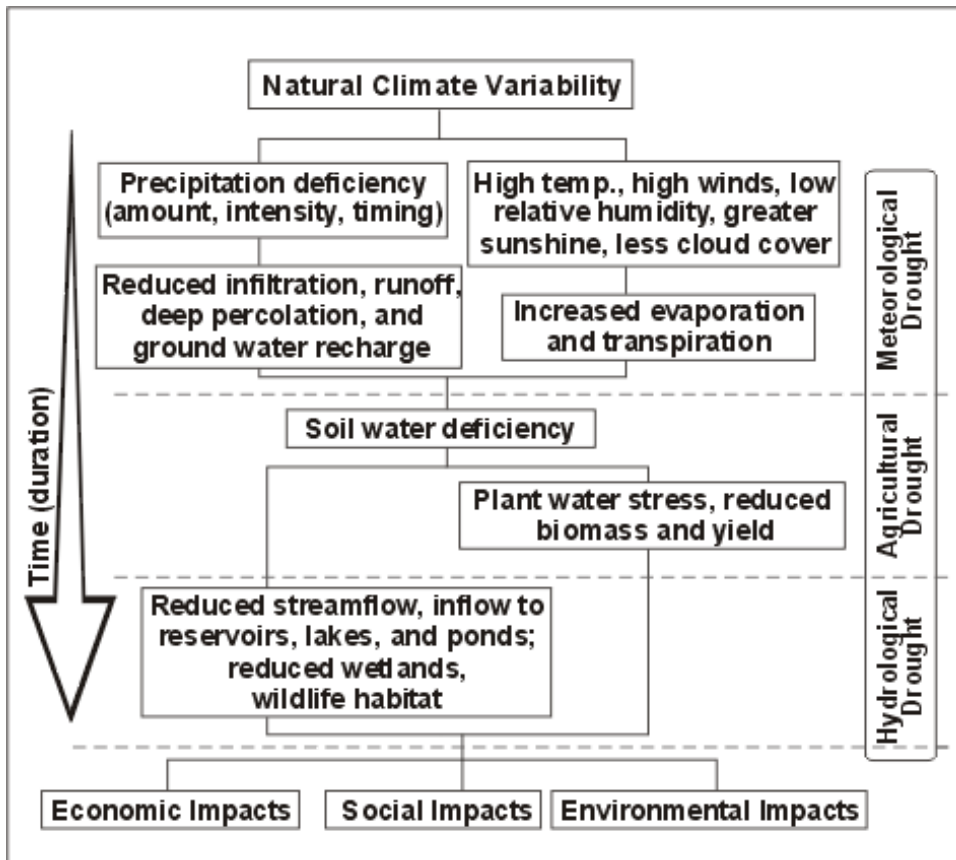 Natural Climate Variability
Precipitation deficiency
(amount, intensity, timing)
High temp., high winds, low
relative humidity, greater
sunshine, less cloud cover
Reduced infiltration, runoff,
deep percolation, and
ground water recharge
Increased evaporation
and transpiration
Soil water deficiency
Plant water stress, reduced
biomass and yield
Reduced streamflow, inflow to
reservoirs, lakes, and ponds;
reduced wetlands,
wildlife habitat
Economic Impacts
Social Impacts
Environmental Impacts
Time (duration)
Meteorological
Drought
Agricultural
Drought
Hydrological
Drought